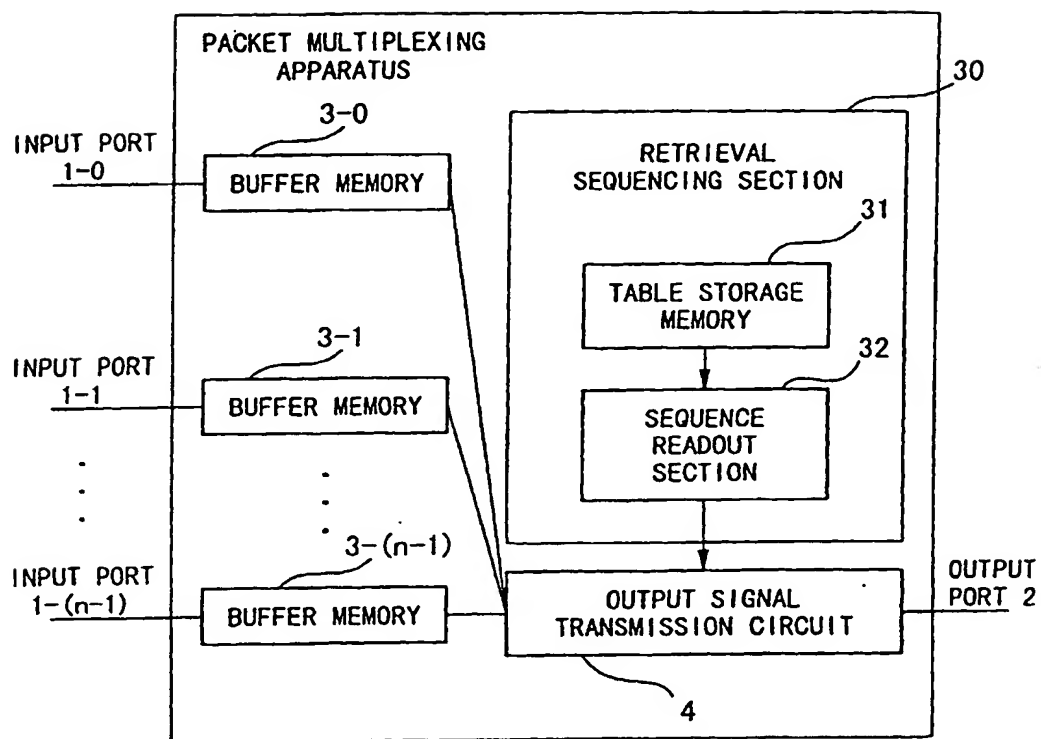 PACKET MULTIPLEXING
APPARATUS
30
3-0
INPUT PORT
1-0
BUFFER MEMORY
RETRIEVAL
SEQUENCING SECTION
31
TABLE STORAGE
MEMORY
3-1
INPUT PORT
1-1
BUFFER MEMORY
32
SEQUENCE
READOUT
SECTION
3-(n-1)
INPUT PORT
1-(n-1)
BUFFER MEMORY
OUTPUT SIGNAL
TRANSMISSION CIRCUIT
OUTPUT
PORT 2
4